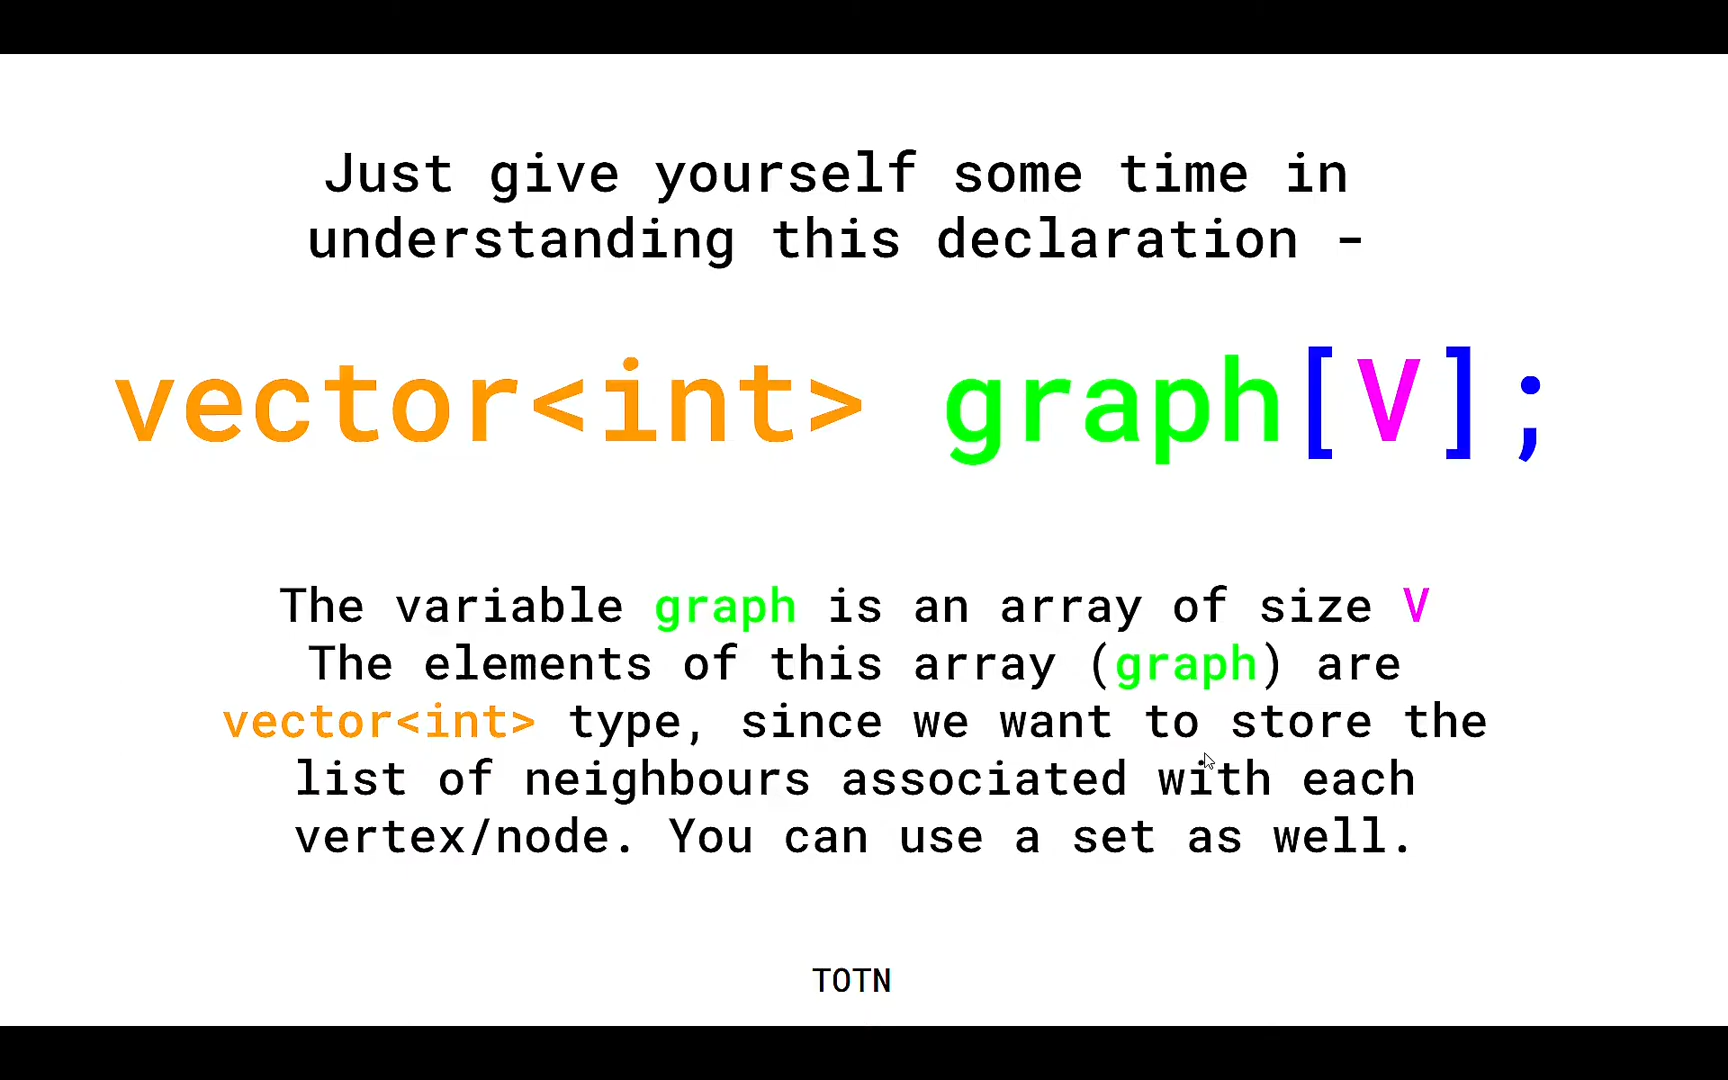 Just give yourself some time in
understanding this declaration -
vector<int> graph[V];
The variable graph is an array of size V
The elements of this array (graph) are
vector<int> type, since we want to store the
list of neighbours associated with each
vertex/node. You can use a set as well.
TOTN